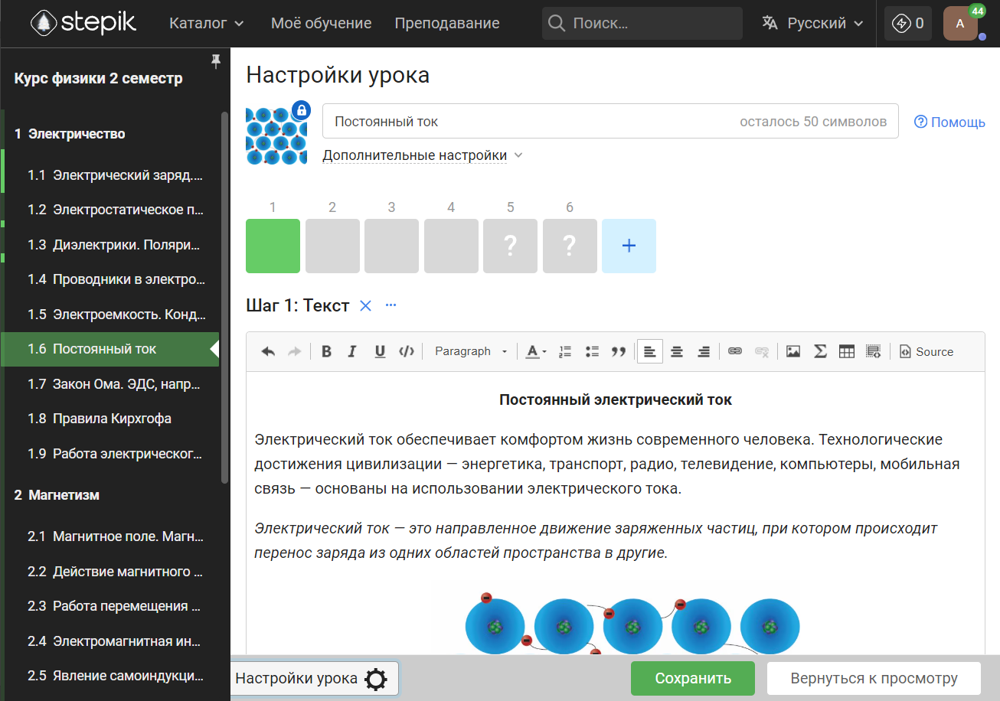 stepik Каталог Моё обучение Преподавание Поиск... Русский 0 A 44
Курс физики 2 семестр
1 Электричество
1.1 Электрический заряд....
1.2 Электростатическое п...
1.3 Диэлектрики. Поляри...
1.4 Проводники в электро...
1.5 Электроемкость. Конд...
1.6 Постоянный ток
1.7 Закон Ома. ЭДС, напр...
1.8 Правила Кирхгофа
1.9 Работа электрическог...
2 Магнетизм
2.1 Магнитное поле. Магн...
2.2 Действие магнитного ...
2.3 Работа перемещения ...
2.4 Электромагнитная ин...
2.5 Явление самоиндукци...
Настройки урока
Постоянный ток осталось 50 символов
Помощь
Дополнительные настройки
1 2 3 4 5 6
? ? +
Шаг 1: Текст
B I U </> Paragraph A Σ Source
Постоянный электрический ток
Электрический ток обеспечивает комфортом жизнь современного человека. Технологические
достижения цивилизации — энергетика, транспорт, радио, телевидение, компьютеры, мобильная
связь — основаны на использовании электрического тока.
Электрический ток — это направленное движение заряженных частиц, при котором происходит
перенос заряда из одних областей пространства в другие.
Настройки урока Сохранить Вернуться к просмотру